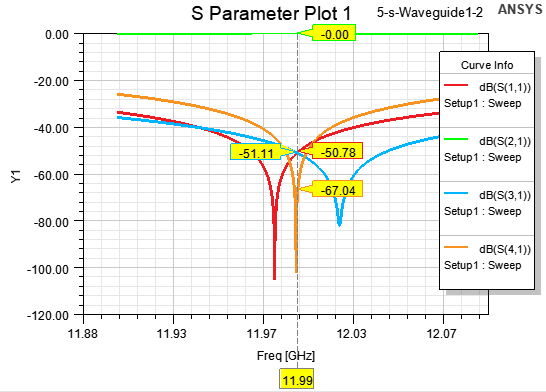 S Parameter Plot 1
5-s-Waveguide1-2
ANSYS
0.00
-20.00
-40.00
-60.00
-80.00
-100.00
-120.00
Y1
-0.00
-51.11
-50.78
-67.04
Curve Info
dB(S(1,1))
Setup1 : Sweep
dB(S(2,1))
Setup1 : Sweep
dB(S(3,1))
Setup1 : Sweep
dB(S(4,1))
Setup1 : Sweep
11.88
11.93
11.97
12.03
12.07
Freq [GHz]
11.99